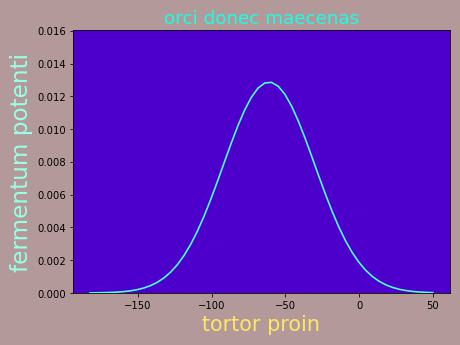 orci donec maecenas
fermentum potenti
0.016
0.014
0.012
0.010
0.008
0.006
0.004
0.002
0.000
−150 −100 −50 0 50
tortor proin